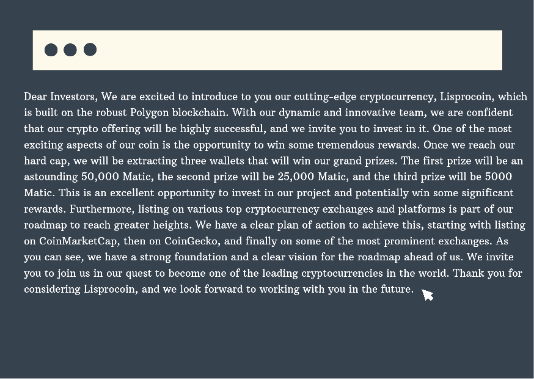 Dear Investors, We are excited to introduce to you our cutting-edge cryptocurrency, Lisprocoin, which
is built on the robust Polygon blockchain. With our dynamic and innovative team, we are confident
that our crypto offering will be highly successful, and we invite you to invest in it. One of the most
exciting aspects of our coin is the opportunity to win some tremendous rewards. Once we reach our
hard cap, we will be extracting three wallets that will win our grand prizes. The first prize will be an
astounding 50,000 Matic, the second prize will be 25,000 Matic, and the third prize will be 5000
Matic. This is an excellent opportunity to invest in our project and potentially win some significant
rewards. Furthermore, listing on various top cryptocurrency exchanges and platforms is part of our
roadmap to reach greater heights. We have a clear plan of action to achieve this, starting with listing
on CoinMarketCap, then on CoinGecko, and finally on some of the most prominent exchanges. As
you can see, we have a strong foundation and a clear vision for the roadmap ahead of us. We invite
you to join us in our quest to become one of the leading cryptocurrencies in the world. Thank you for
considering Lisprocoin, and we look forward to working with you in the future.